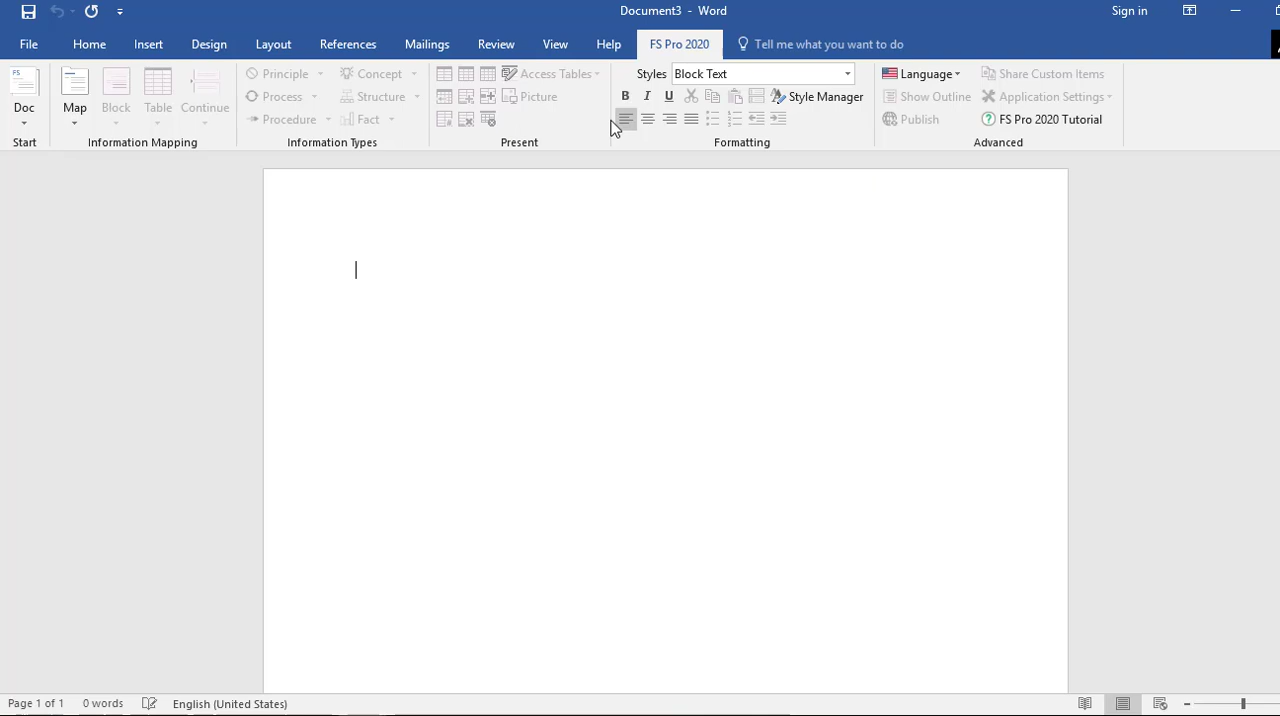 Document3 - Word
Sign in
File Home Insert Design Layout References Mailings Review View Help FS Pro 2020 Tell me what you want to do
FS
Doc
Start
Map Block Table Continue
Information Mapping
Principle Concept
Process Structure
Procedure Fact
Information Types
Access Tables
Picture
Present
Styles Block Text
B I U Style Manager
Formatting
Language Share Custom Items
Show Outline Application Settings
Publish FS Pro 2020 Tutorial
Advanced
Page 1 of 1 0 words English (United States)